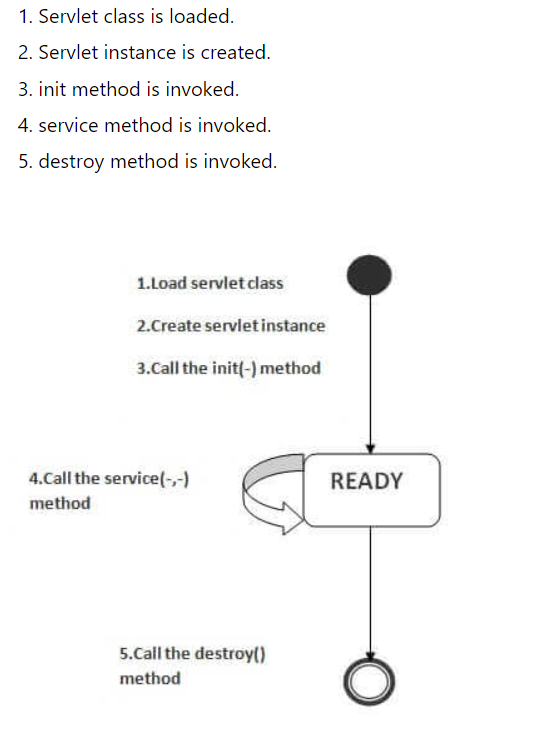 1. Servlet class is loaded.
2. Servlet instance is created.
3. init method is invoked.
4. service method is invoked.
5. destroy method is invoked.
1.Load servlet class
2.Create servlet instance
3.Call the init(-) method
4.Call the service(-,-)
method
READY
5.Call the destroy()
method